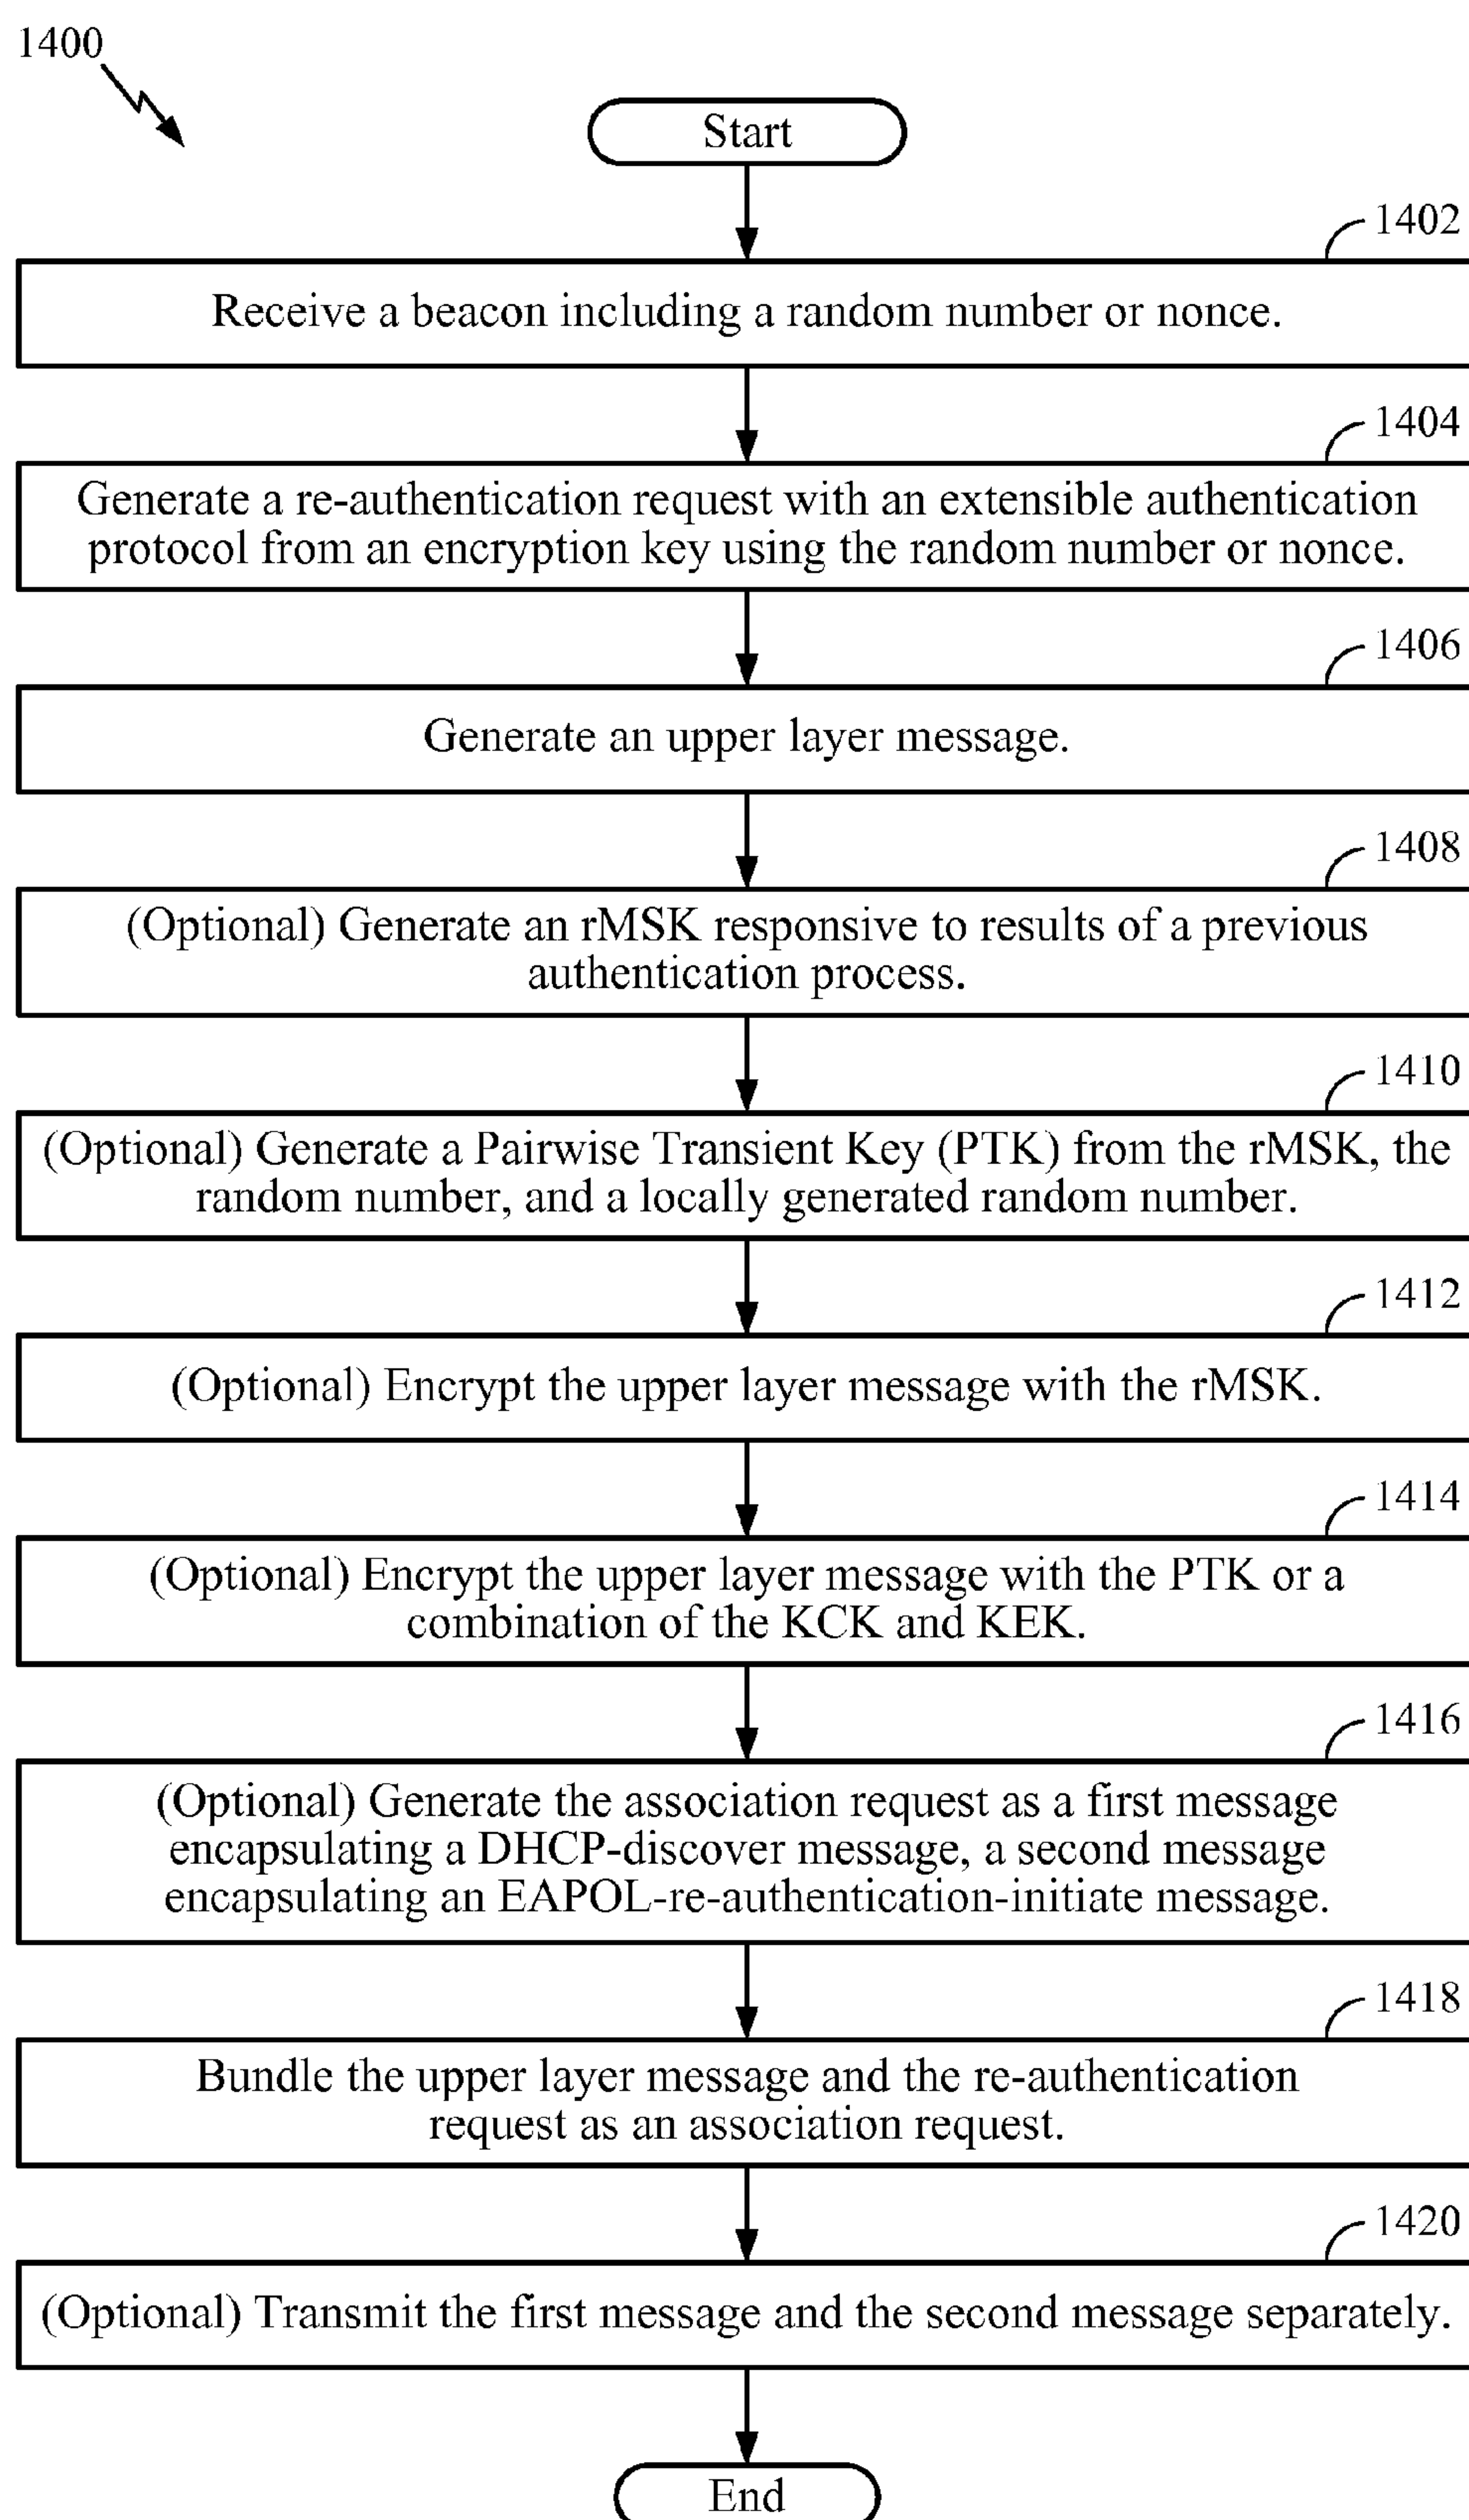 1400
Start
1402
Receive a beacon including a random number or nonce.
1404
Generate a re-authentication request with an extensible authentication
protocol from an encryption key using the random number or nonce.
1406
Generate an upper layer message.
1408
(Optional) Generate an rMSK responsive to results of a previous
authentication process.
1410
(Optional) Generate a Pairwise Transient Key (PTK) from the rMSK, the
random number, and a locally generated random number.
1412
(Optional) Encrypt the upper layer message with the rMSK.
1414
(Optional) Encrypt the upper layer message with the PTK or a
combination of the KCK and KEK.
1416
(Optional) Generate the association request as a first message
encapsulating a DHCP-discover message, a second message
encapsulating an EAPOL-re-authentication-initiate message.
1418
Bundle the upper layer message and the re-authentication
request as an association request.
1420
(Optional) Transmit the first message and the second message separately.
End